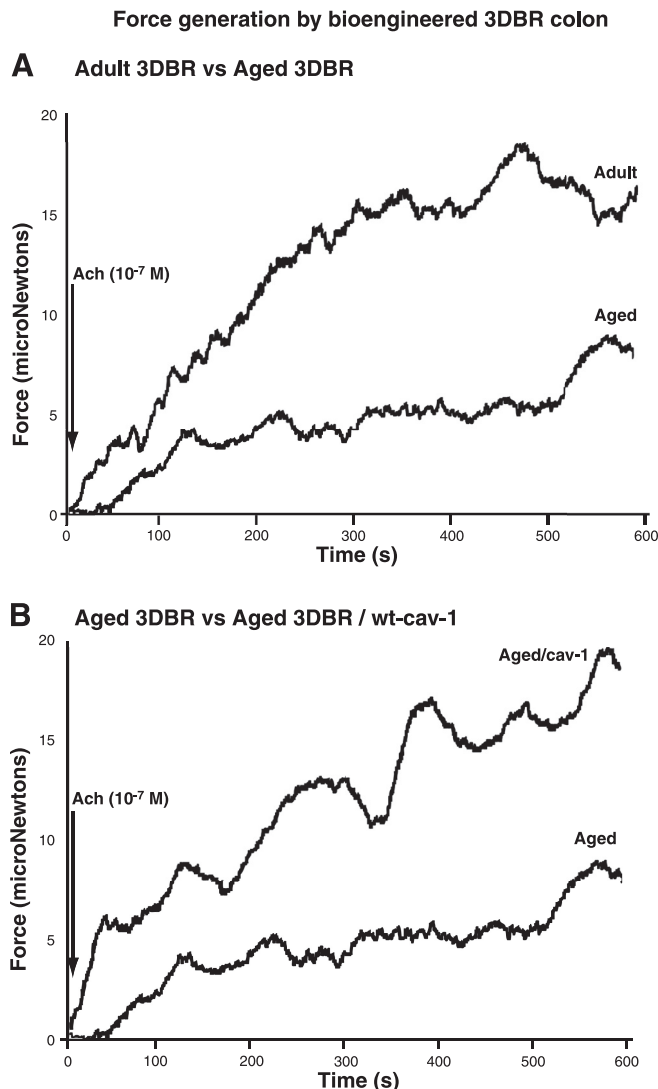 Force generation by bioengineered 3DBR colon
A Adult 3DBR vs Aged 3DBR
20
15
10
5
0
Force (microNewtons)
Ach (10⁻⁷ M)
Adult
Aged
0 100 200 300 400 500 600
Time (s)
B Aged 3DBR vs Aged 3DBR / wt-cav-1
20
15
10
5
0
Force (microNewtons)
Ach (10⁻⁷ M)
Aged/cav-1
Aged
0 100 200 300 400 500 600
Time (s)